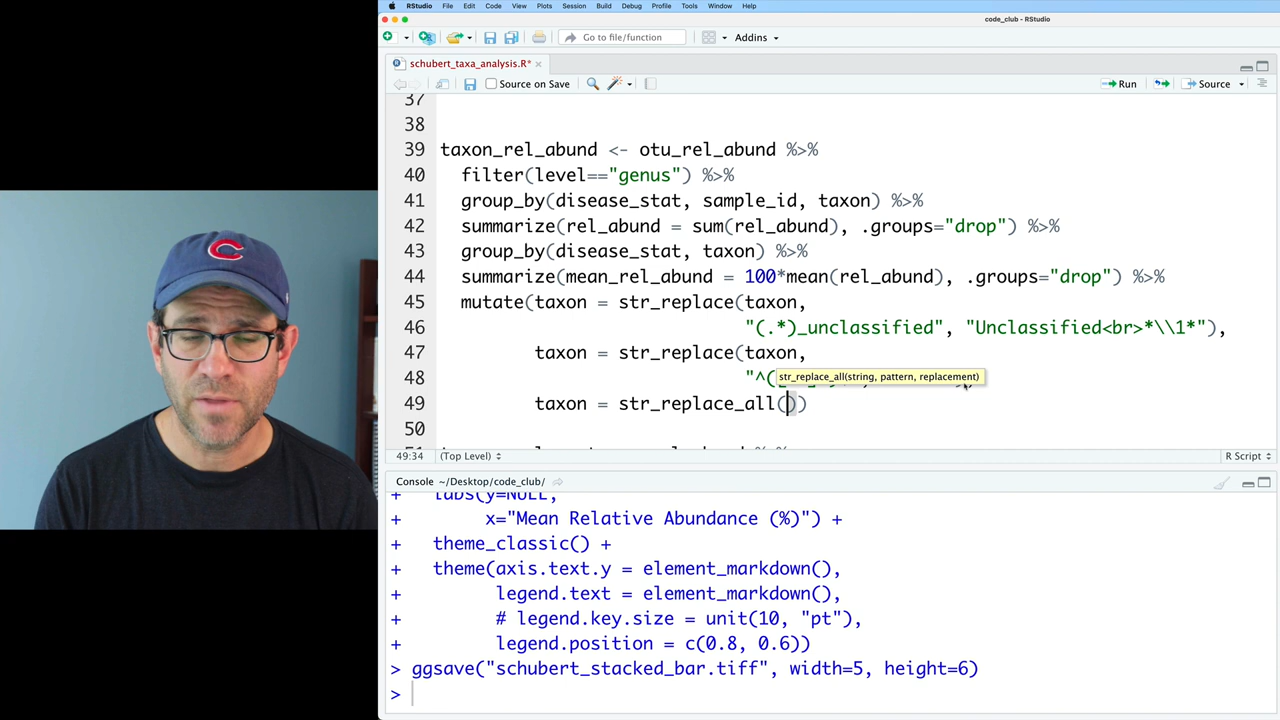 RStudio File Edit Code View Plots Session Build Debug Profile Tools Window Help
code_club - RStudio
Go to file/function Addins
schubert_taxa_analysis.R*
Source on Save Run Source
37
38
39 taxon_rel_abund <- otu_rel_abund %>%
40 filter(level=="genus") %>%
41 group_by(disease_stat, sample_id, taxon) %>%
42 summarize(rel_abund = sum(rel_abund), .groups="drop") %>%
43 group_by(disease_stat, taxon) %>%
44 summarize(mean_rel_abund = 100*mean(rel_abund), .groups="drop") %>%
45 mutate(taxon = str_replace(taxon,
46 "(.*)_unclassified", "Unclassified<br>*\\1*"),
47 taxon = str_replace(taxon,
48 "^(
str_replace_all(string, pattern, replacement)
49 taxon = str_replace_all())
50
49:34 (Top Level) R Script
Console ~/Desktop/code_club/
+ labs(y=NULL,
+ x="Mean Relative Abundance (%)") +
+ theme_classic() +
+ theme(axis.text.y = element_markdown(),
+ legend.text = element_markdown(),
+ # legend.key.size = unit(10, "pt"),
+ legend.position = c(0.8, 0.6))
> ggsave("schubert_stacked_bar.tiff", width=5, height=6)
>
C